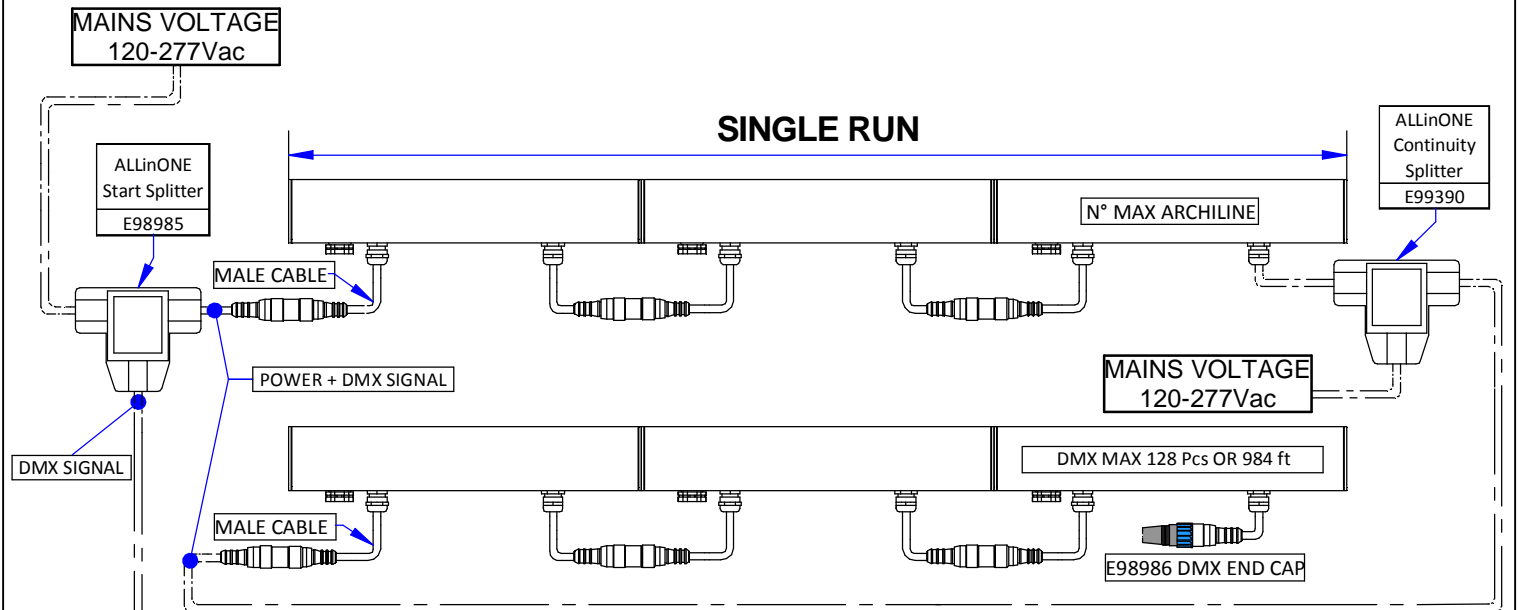 MAINS VOLTAGE
120-277Vac
SINGLE RUN
ALLinONE
Start Splitter
E98985
ALLinONE
Continuity
Splitter
E99390
N° MAX ARCHILINE
MALE CABLE
POWER + DMX SIGNAL
MAINS VOLTAGE
120-277Vac
DMX SIGNAL
DMX MAX 128 Pcs OR 984 ft
MALE CABLE
E98986 DMX END CAP